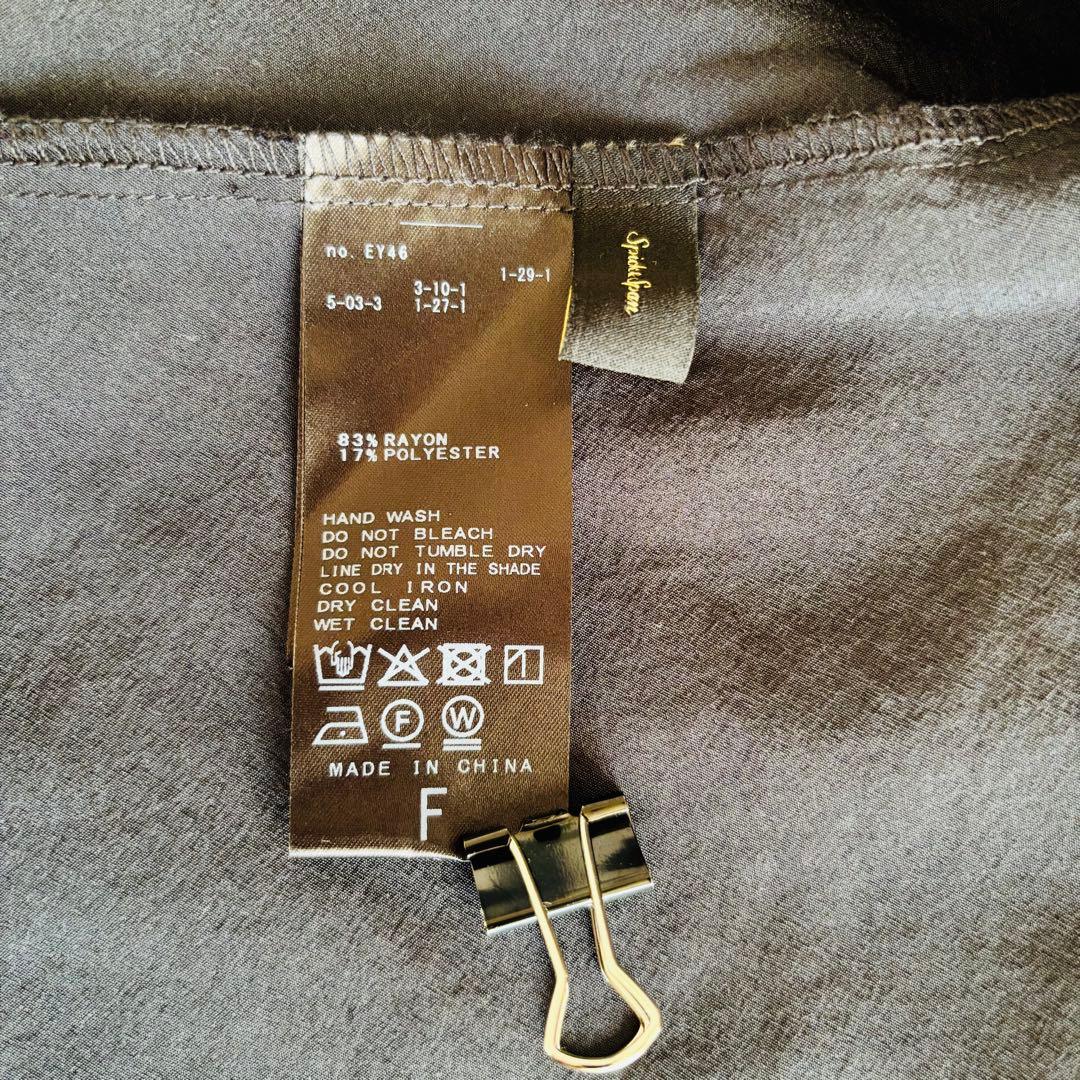 no. EY46
1-29-1
3-10-1
5-03-3 1-27-1
83% RAYON
17% POLYESTER
HAND WASH
DO NOT BLEACH
DO NOT TUMBLE DRY
LINE DRY IN THE SHADE
COOL IRON
DRY CLEAN
WET CLEAN
F W
MADE IN CHINA
F
Spick & Span